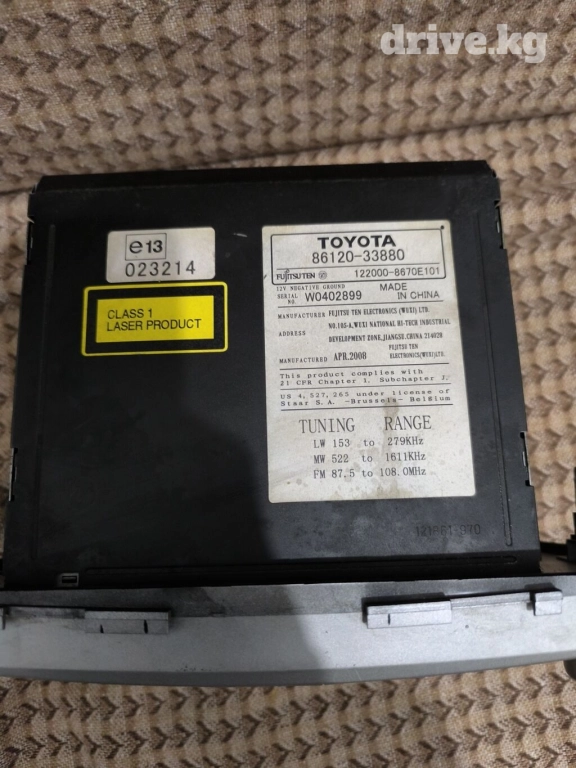 drive.kg
e13
023214
CLASS 1
LASER PRODUCT
TOYOTA
86120-33880
FUJITSU TEN 122000-8670E101
12V NEGATIVE GROUND
SERIAL NO. W0402899 MADE IN CHINA
MANUFACTURER FUJITSU TEN ELECTRONICS (WUXI) LTD.
ADDRESS NO.105-A,WUXI NATIONAL HI-TECH INDUSTRIAL
DEVELOPMENT ZONE,JIANGSU,CHINA 214028
MANUFACTURED APR.2008 FUJITSU TEN ELECTRONICS(WUXI)LTD.
This product complies with
21 CFR Chapter 1, Subchapter J.
US 4,527,265 under license of
Staar S.A. -Brussels- Belgium
TUNING RANGE
LW 153 to 279KHz
MW 522 to 1611KHz
FM 87.5 to 108.0MHz